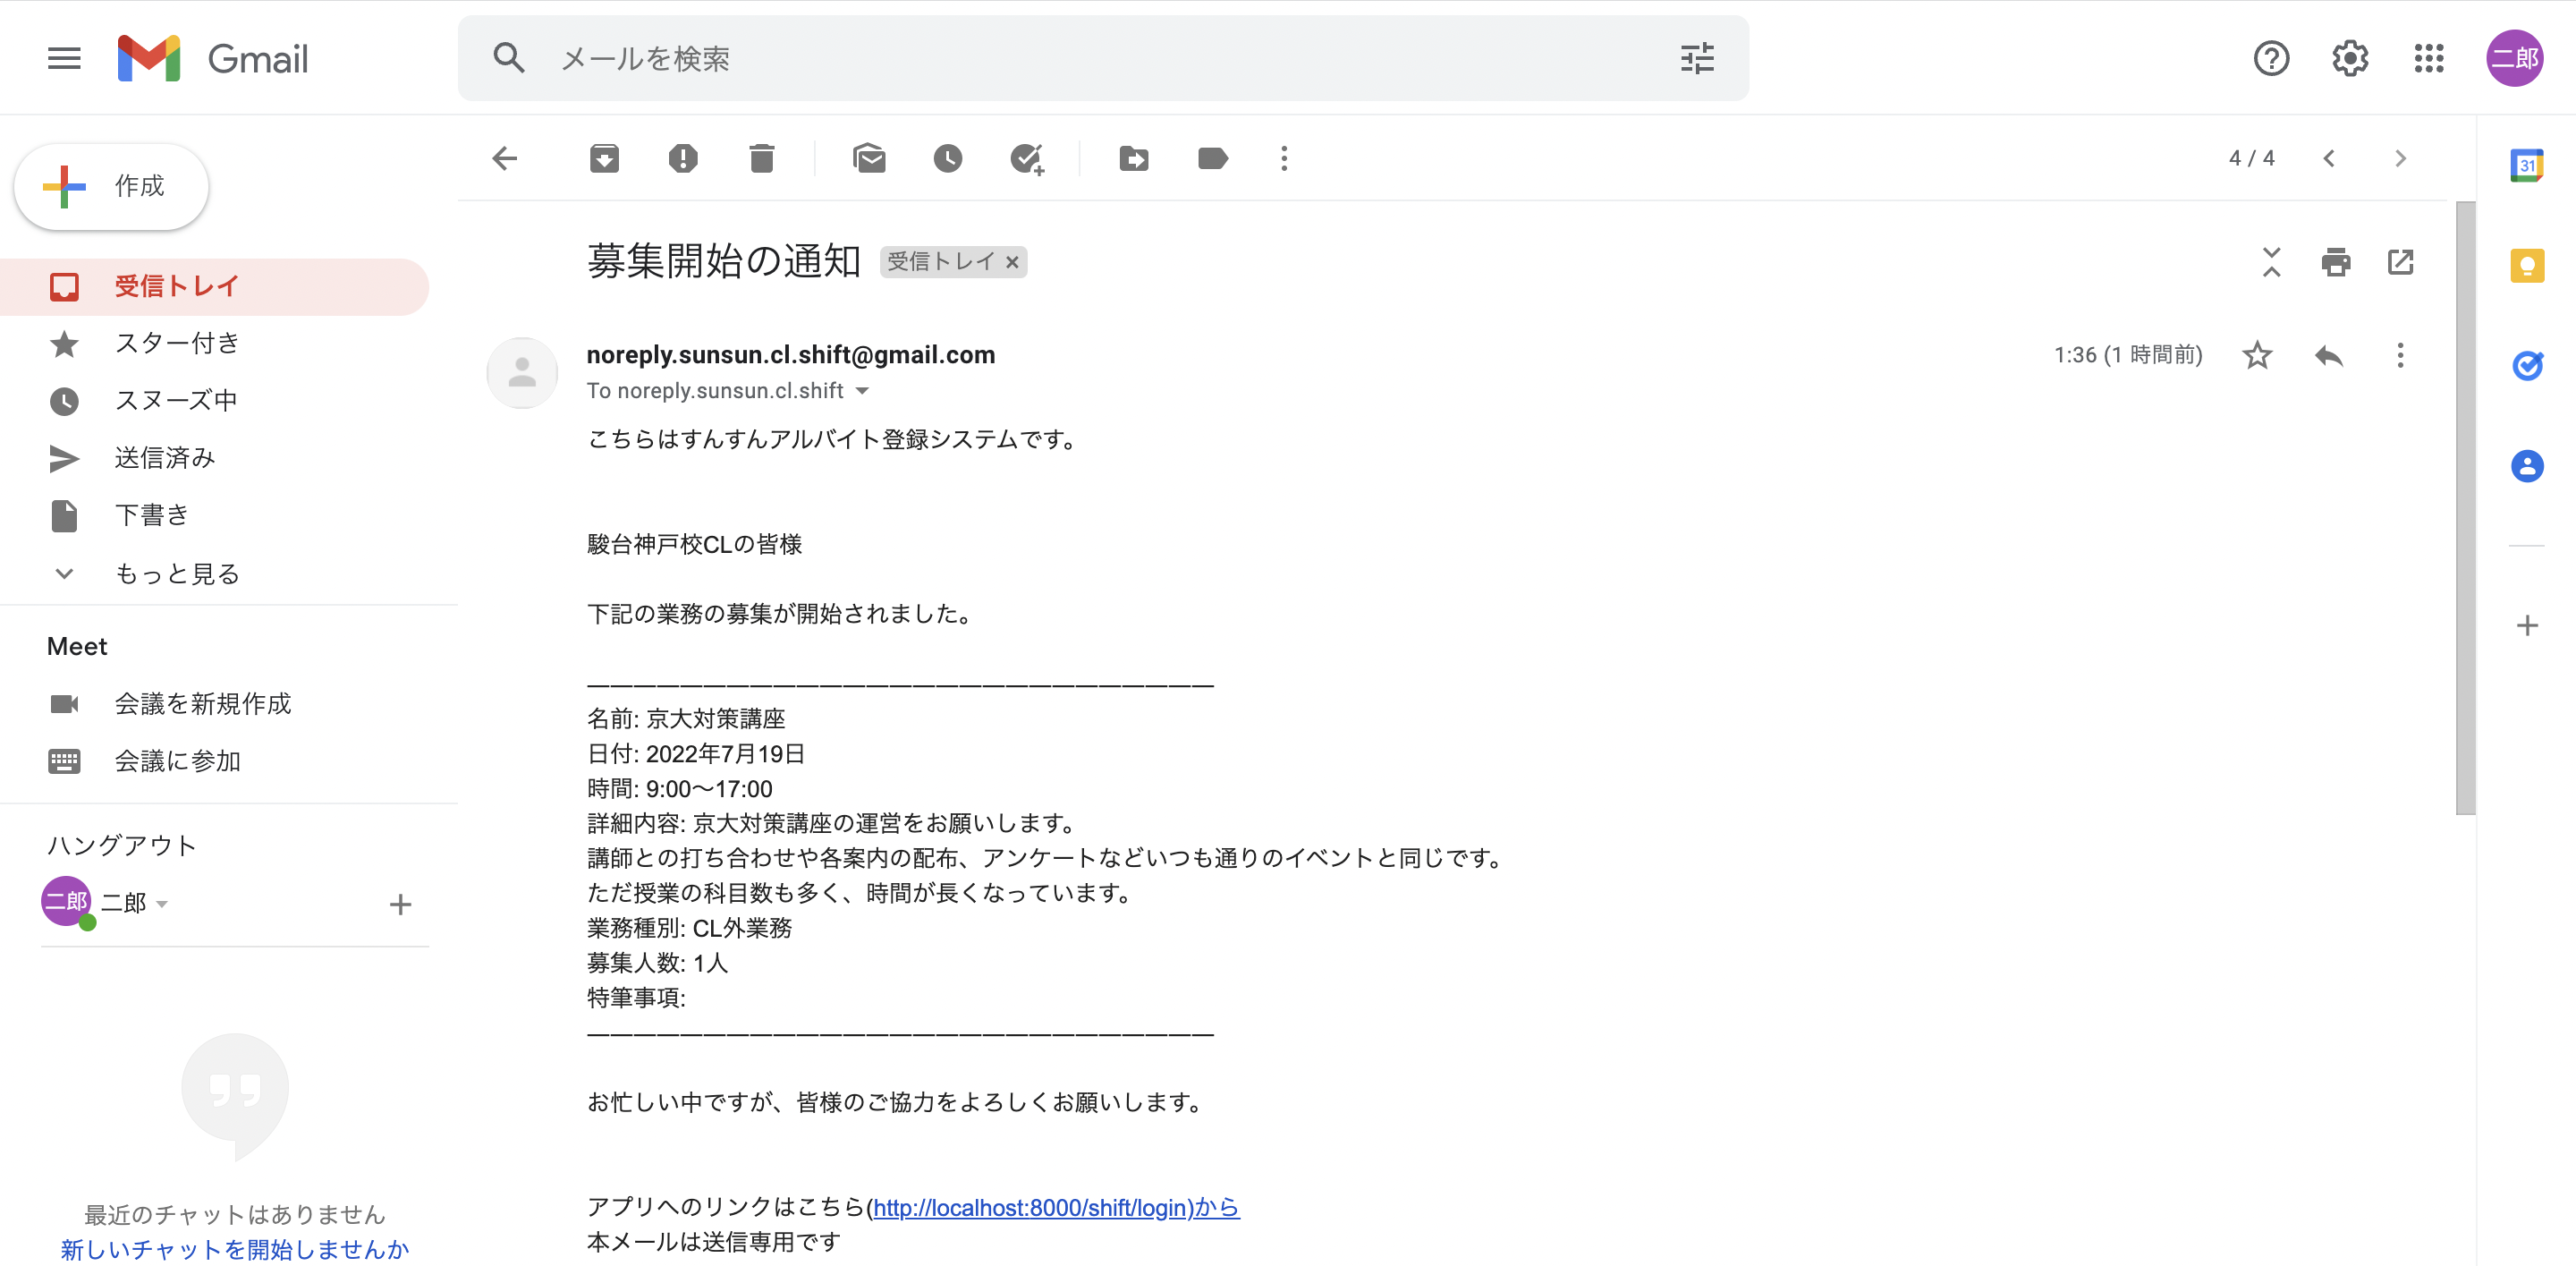 Gmail
メールを検索
二郎
作成
4 / 4
31
受信トレイ
スター付き
スヌーズ中
送信済み
下書き
もっと見る
Meet
会議を新規作成
会議に参加
ハングアウト
二郎
二郎
最近のチャットはありません
新しいチャットを開始しませんか
募集開始の通知
受信トレイ ×
noreply.sunsun.cl.shift@gmail.com
1:36 (1 時間前)
To noreply.sunsun.cl.shift
こちらはすんすんアルバイト登録システムです。
駿台神戸校CLの皆様
下記の業務の募集が開始されました。
———————————————————————————
名前: 京大対策講座
日付: 2022年7月19日
時間: 9:00〜17:00
詳細内容: 京大対策講座の運営をお願いします。
講師との打ち合わせや各案内の配布、アンケートなどいつも通りのイベントと同じです。
ただ授業の科目数も多く、時間が長くなっています。
業務種別: CL外業務
募集人数: 1人
特筆事項:
———————————————————————————
お忙しい中ですが、皆様のご協力をよろしくお願いします。
アプリへのリンクはこちら(http://localhost:8000/shift/login)から
本メールは送信専用です